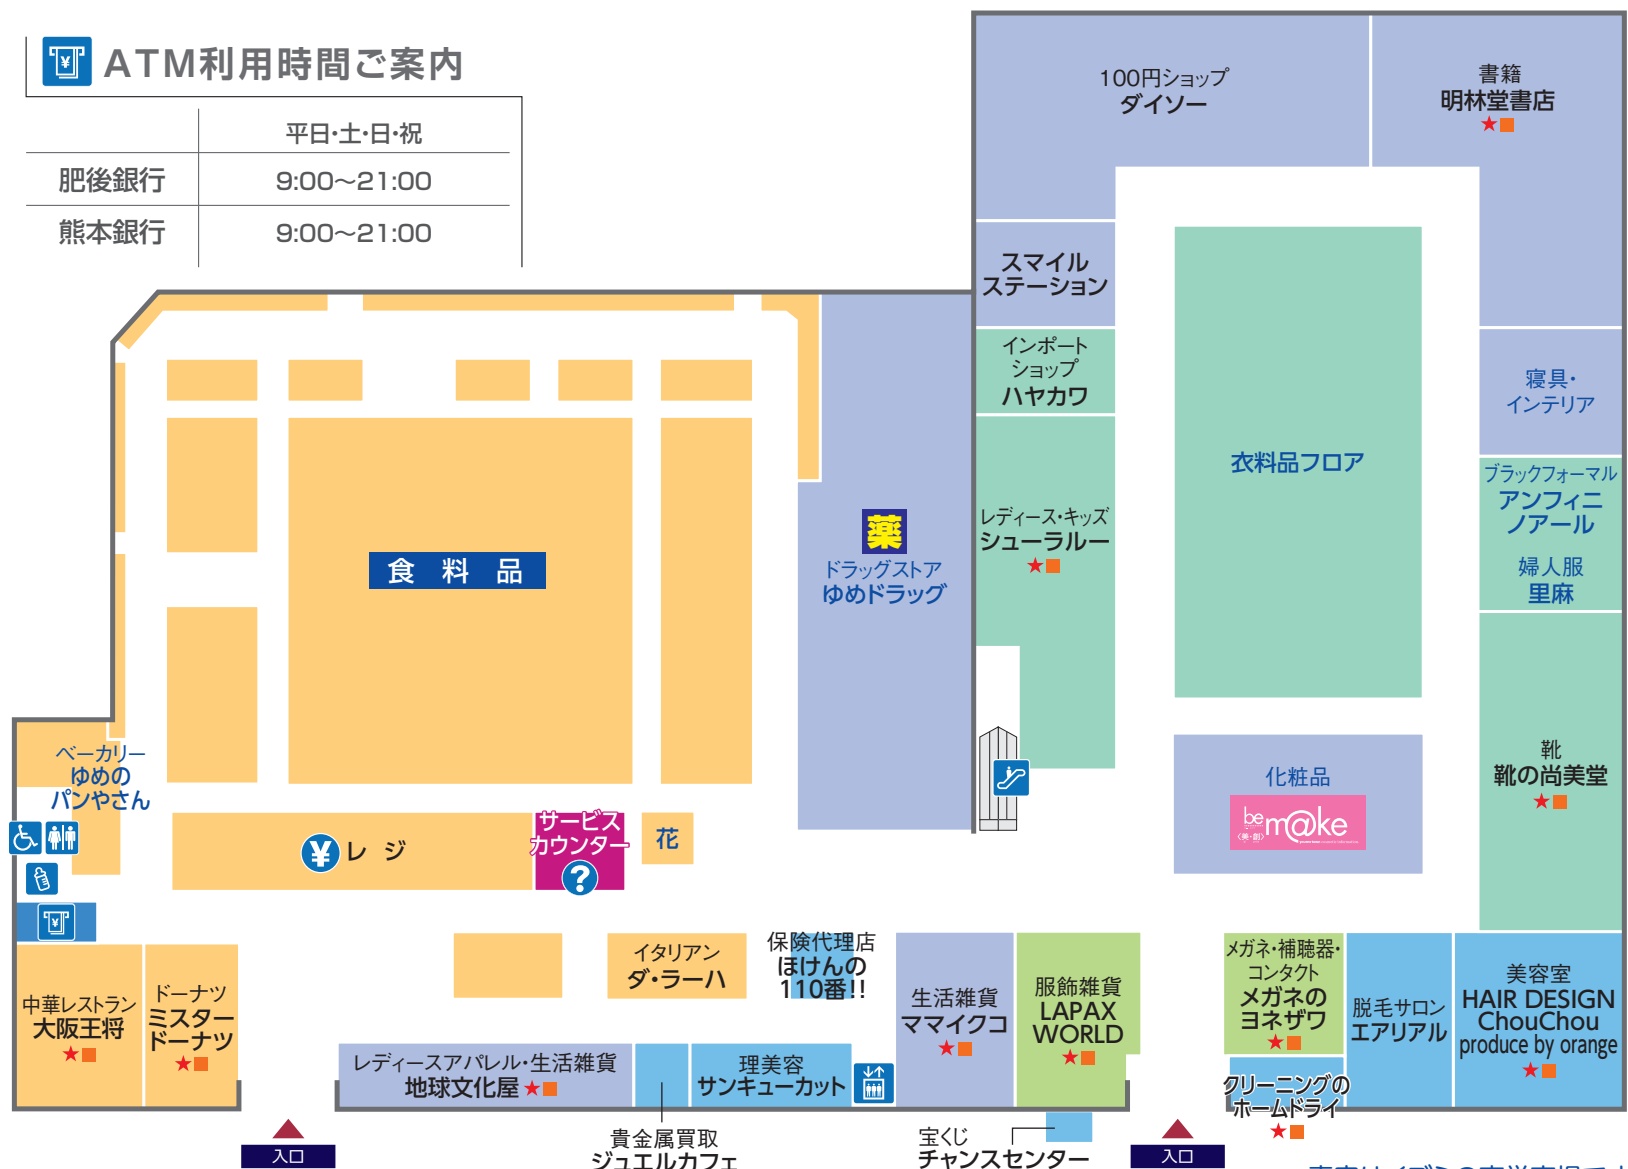 ATM利用時間ご案内
平日・土・日・祝
肥後銀行 9:00〜21:00
熊本銀行 9:00〜21:00
100円ショップ
ダイソー
書籍
明林堂書店
★■
スマイル
ステーション
インポート
ショップ
ハヤカワ
寝具・
インテリア
衣料品フロア
ブラックフォーマル
アンフィニ
ノアール
婦人服
里麻
レディース・キッズ
シューラルー
★■
薬
ドラッグストア
ゆめドラッグ
食料品
ベーカリー
ゆめの
パンやさん
靴
靴の尚美堂
★■
化粧品
be
m@ke
〈美・創〉
¥ レジ
サービス
カウンター
?
花
中華レストラン
大阪王将
★■
ドーナツ
ミスター
ドーナツ
★■
イタリアン
ダ・ラーハ
保険代理店
ほけんの
110番!!
生活雑貨
ママイクコ
★■
服飾雑貨
LAPAX
WORLD
★■
メガネ・補聴器・
コンタクト
メガネの
ヨネザワ
★■
脱毛サロン
エアリアル
美容室
HAIR DESIGN
ChouChou
produce by orange
★■
レディースアパレル・生活雑貨
地球文化屋★■
理美容
サンキューカット
クリーニングの
ホームドライ
★■
貴金属買取
ジュエルカフェ
宝くじ
チャンスセンター
入口
入口